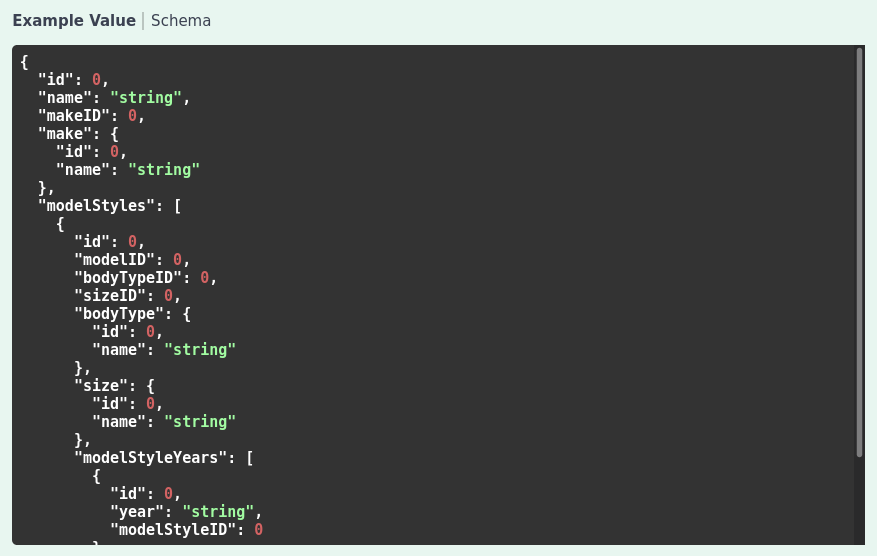 Example Value | Schema
{
  "id": 0,
  "name": "string",
  "makeID": 0,
  "make": {
    "id": 0,
    "name": "string"
  },
  "modelStyles": [
    {
      "id": 0,
      "modelID": 0,
      "bodyTypeID": 0,
      "sizeID": 0,
      "bodyType": {
        "id": 0,
        "name": "string"
      },
      "size": {
        "id": 0,
        "name": "string"
      },
      "modelStyleYears": [
        {
          "id": 0,
          "year": "string",
          "modelStyleID": 0
        }